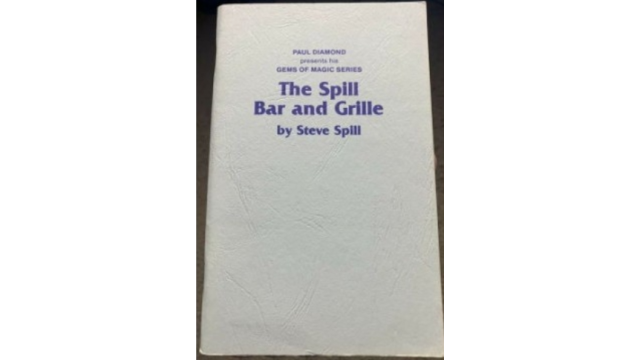 PAUL DIAMOND
presents his
GEMS OF MAGIC SERIES
The Spill
Bar and Grille
by Steve Spill